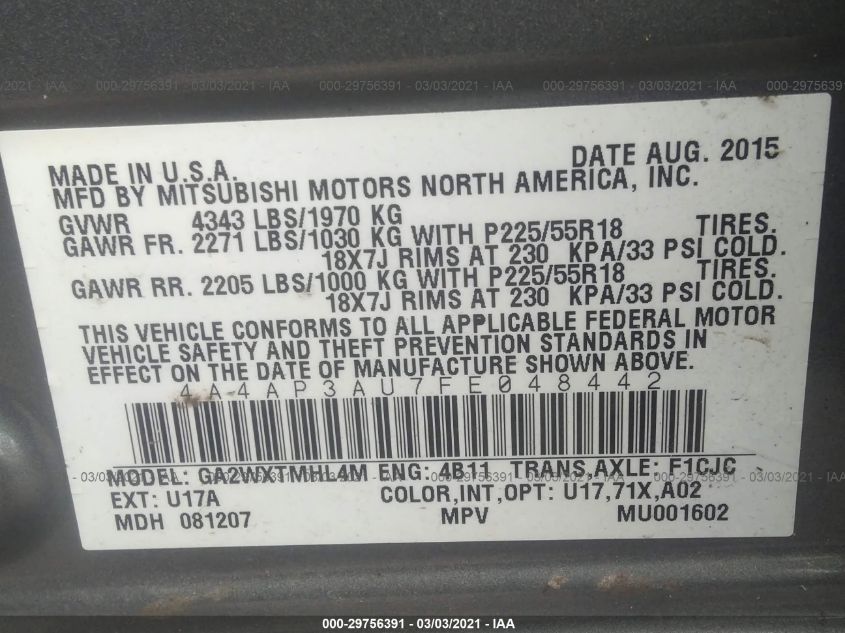 000-29756391 - 03/03/2021 - IAA
MADE IN U.S.A. DATE AUG. 2015
MFD BY MITSUBISHI MOTORS NORTH AMERICA, INC.
GVWR 4343 LBS/1970 KG
GAWR FR. 2271 LBS/1030 KG WITH P225/55R18 TIRES.
18X7J RIMS AT 230 KPA/33 PSI COLD.
GAWR RR. 2205 LBS/1000 KG WITH P225/55R18 TIRES.
18X7J RIMS AT 230 KPA/33 PSI COLD.
THIS VEHICLE CONFORMS TO ALL APPLICABLE FEDERAL MOTOR
VEHICLE SAFETY AND THEFT PREVENTION STANDARDS IN
EFFECT ON THE DATE OF MANUFACTURE SHOWN ABOVE.
4A4AP3AU7FE048442
MODEL: GA2WXTMHL4M ENG: 4B11 TRANS,AXLE: F1CJC
EXT: U17A COLOR,INT,OPT: U17,71X,A02
MDH 081207 MPV MU001602
000-29756391 - 03/03/2021 - IAA